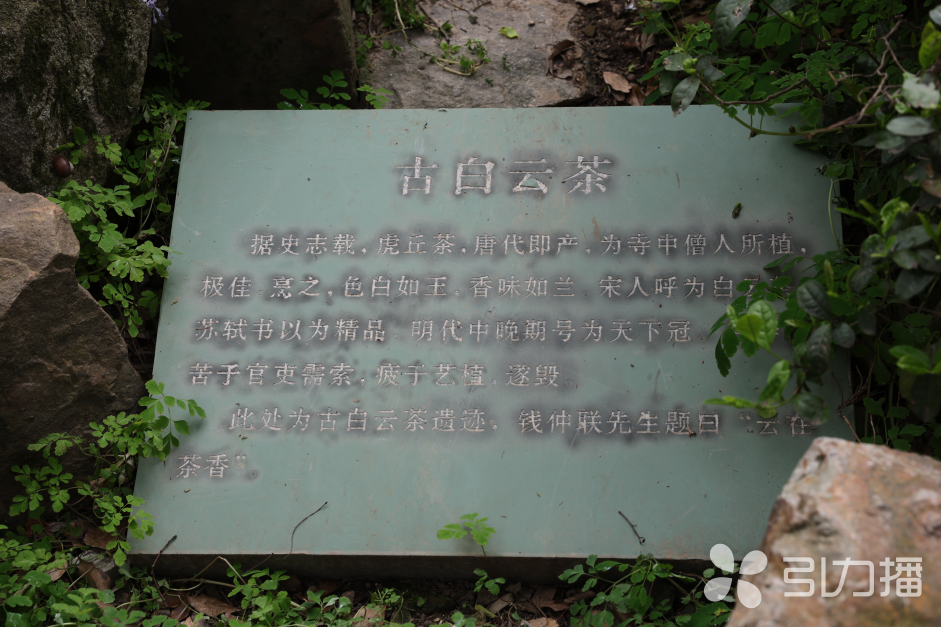 古白云茶
据史志载，虎丘茶，唐代即产，为寺中僧人所植，
极佳。烹之，色白如玉，香味如兰，宋人呼为白云
苏轼书以为精品。明代中晚期号为天下冠，
苦于官吏需索，疲于艺植，遂毁。
此处为古白云茶遗迹。钱仲联先生题曰“云在
茶香”。
引力播